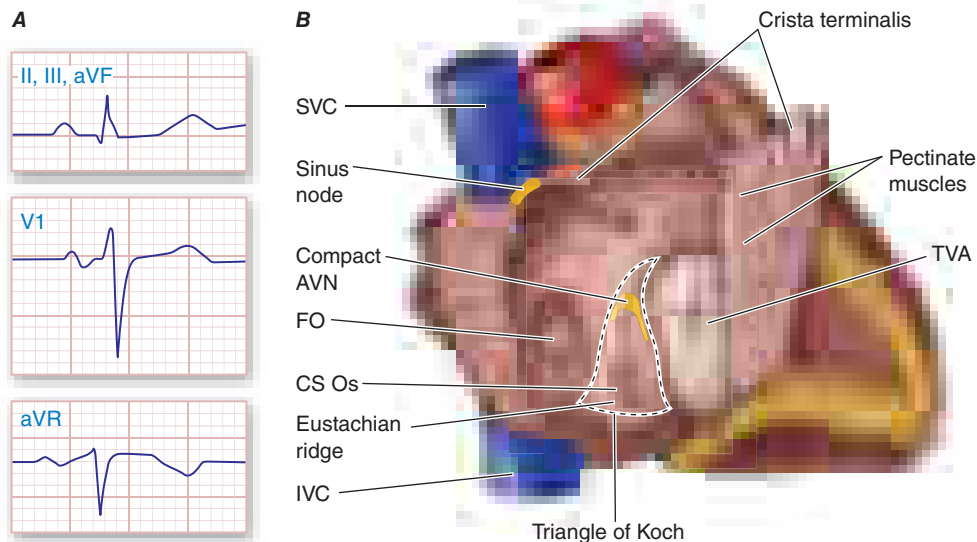 A
II, III, aVF
V1
aVR
B
Crista terminalis
SVC
Sinus
node
Pectinate
muscles
Compact
AVN
TVA
FO
CS Os
Eustachian
ridge
IVC
Triangle of Koch